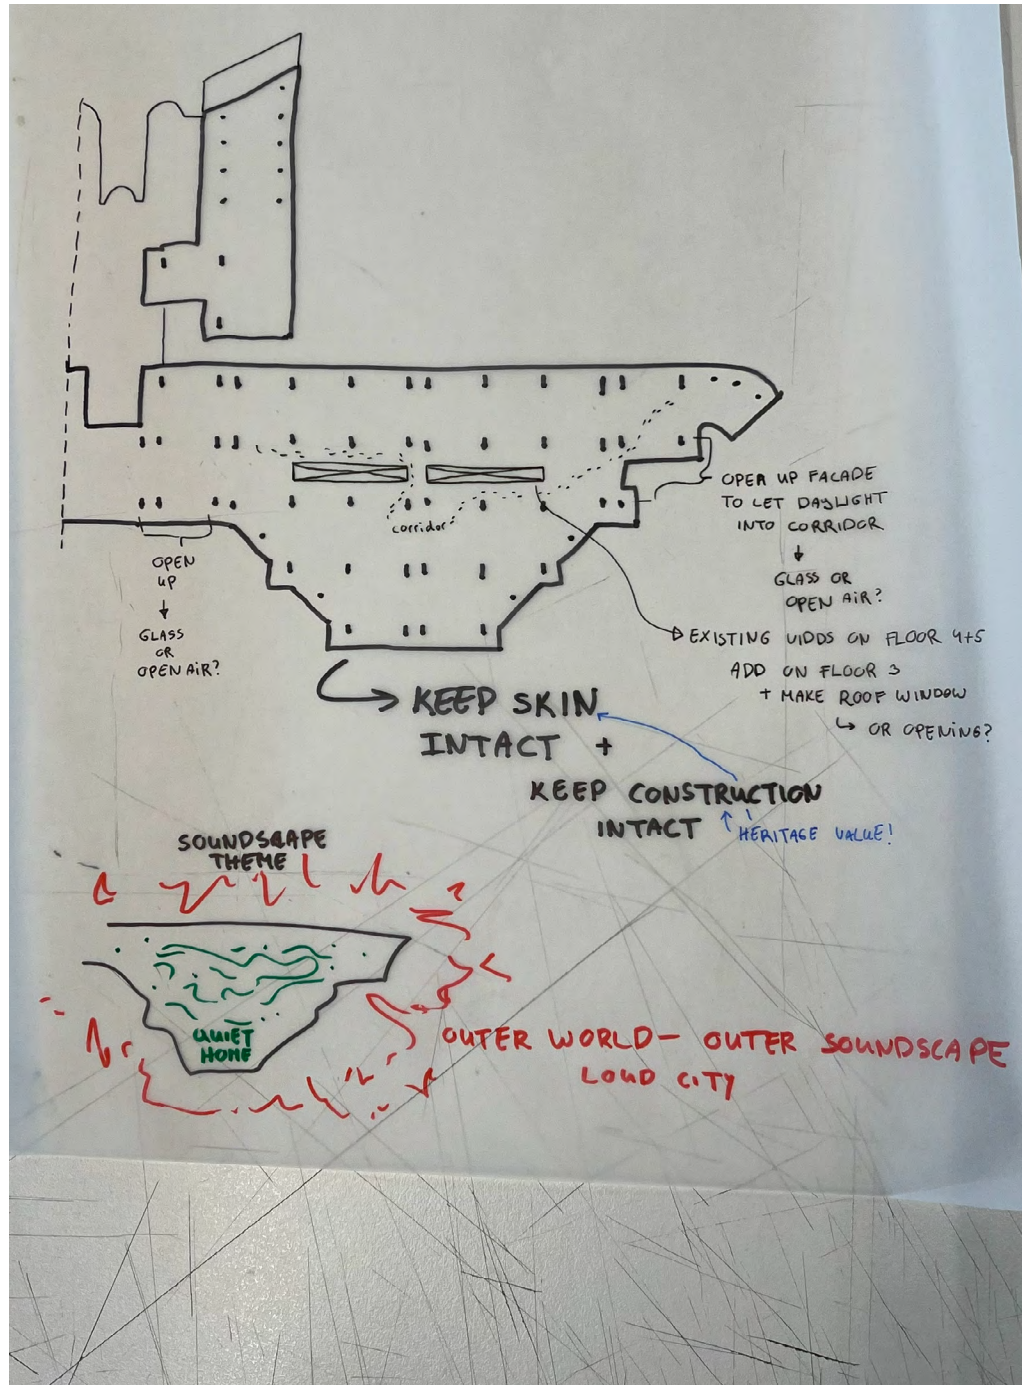 corridor
OPEN UP FACADE
TO LET DAYLIGHT
INTO CORRIDOR
GLASS OR
OPEN AIR?
OPEN
UP
GLASS
OR
OPEN AIR?
EXISTING VIDDS ON FLOOR 4+5
ADD ON FLOOR 3
+ MAKE ROOF WINDOW
OR OPENING?
KEEP SKIN
INTACT +
KEEP CONSTRUCTION
INTACT
HERITAGE VALUE!
SOUNDSCAPE
THEME
QUIET
HOME
OUTER WORLD - OUTER SOUNDSCAPE
LOUD CITY